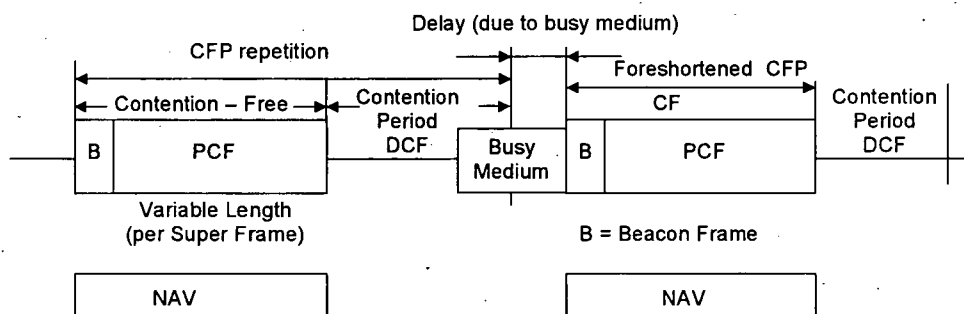 Delay (due to busy medium)
CFP repetition
Foreshortened CFP
Contention – Free
Contention
Period
DCF
CF
Contention
Period
DCF
B
PCF
Busy
Medium
B
PCF
Variable Length
(per Super Frame)
B = Beacon Frame
NAV
NAV